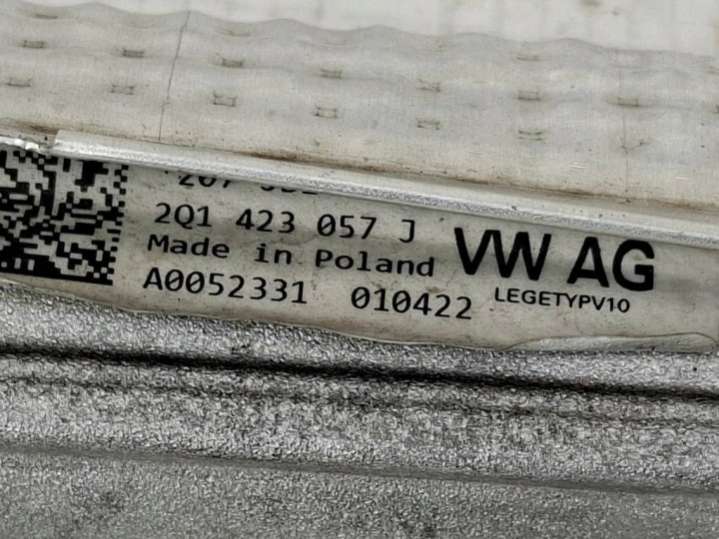 2Q1 423 057 J
Made in Poland
A0052331 010422
VW AG
LEGETYPV10